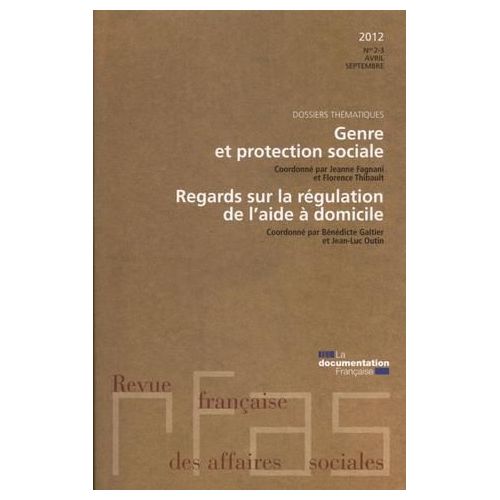 2012
N° 2-3
AVRIL
SEPTEMBRE
DOSSIERS THÉMATIQUES
Genre
et protection sociale
Coordonné par Jeanne Fagnani
et Florence Thibault
Regards sur la régulation
de l'aide à domicile
Coordonné par Bénédicte Galtier
et Jean-Luc Outin
La
documentation
Française
Revue
française
rfas
des affaires sociales